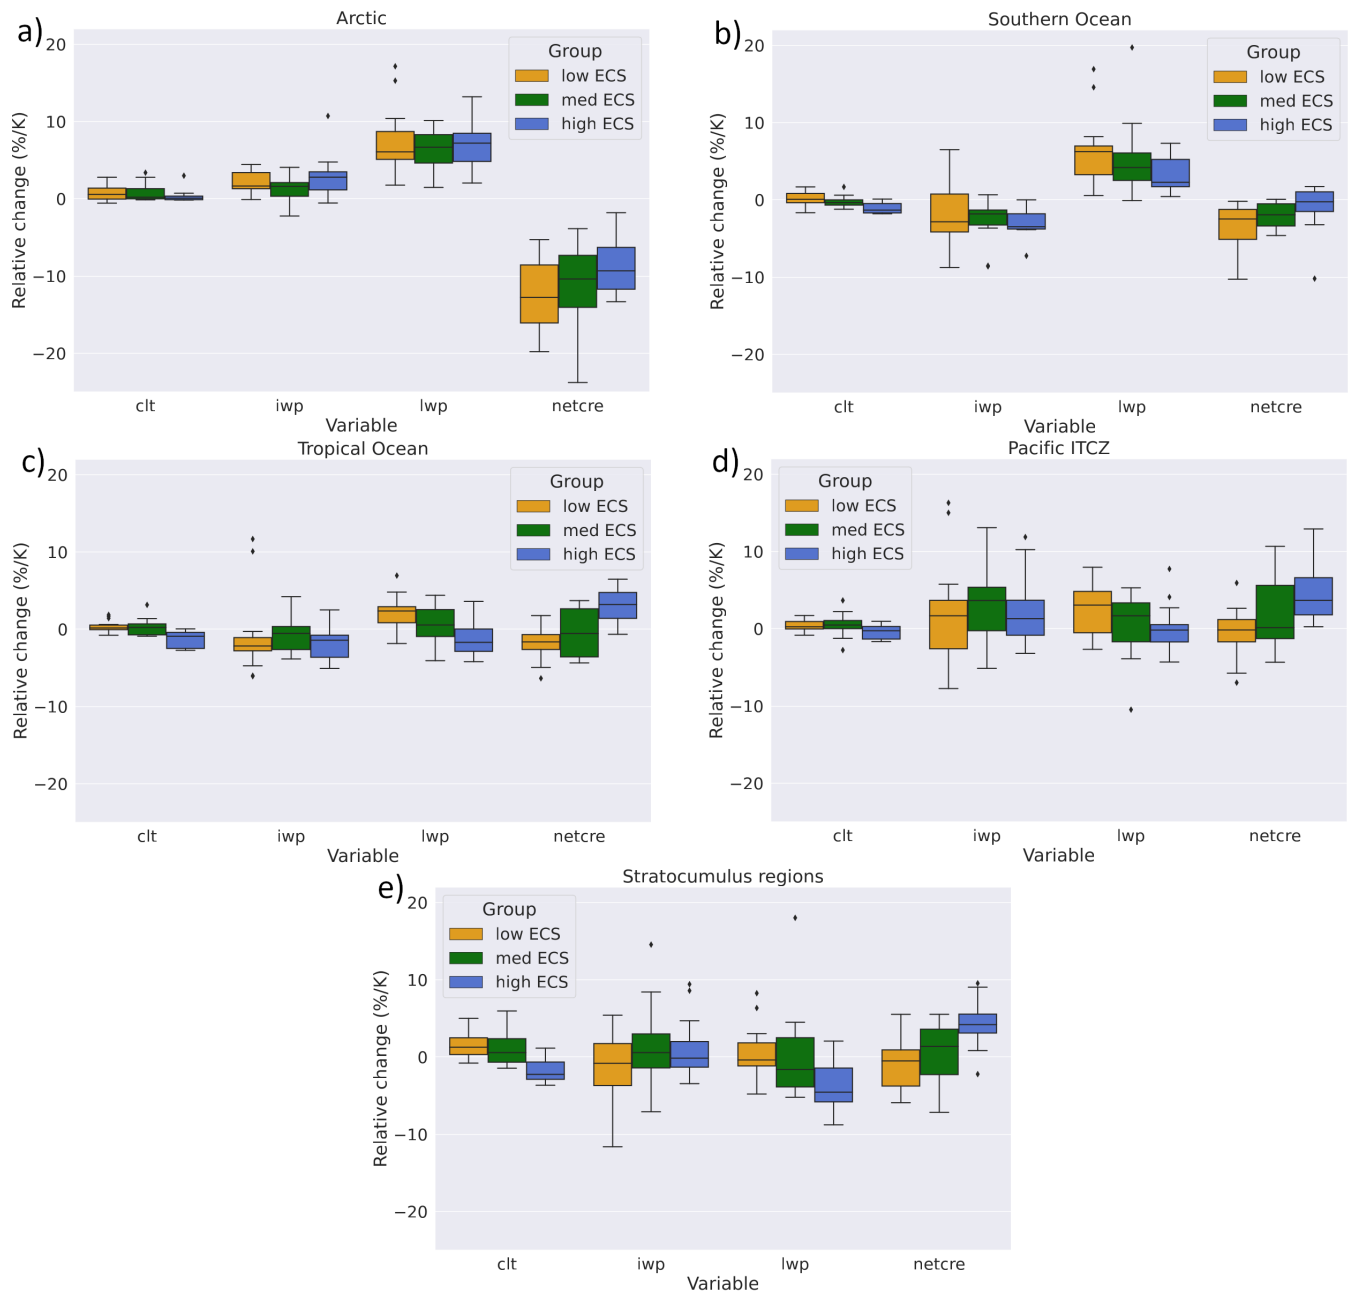 a)
Arctic
Relative change (%/K)
20
10
0
−10
−20
Group
low ECS
med ECS
high ECS
clt iwp lwp netcre
Variable
b)
Southern Ocean
Relative change (%/K)
20
10
0
−10
−20
Group
low ECS
med ECS
high ECS
clt iwp lwp netcre
Variable
c)
Tropical Ocean
Relative change (%/K)
20
10
0
−10
−20
Group
low ECS
med ECS
high ECS
clt iwp lwp netcre
Variable
d)
Pacific ITCZ
Relative change (%/K)
20
10
0
−10
−20
Group
low ECS
med ECS
high ECS
clt iwp lwp netcre
Variable
e)
Stratocumulus regions
Relative change (%/K)
20
10
0
−10
−20
Group
low ECS
med ECS
high ECS
clt iwp lwp netcre
Variable